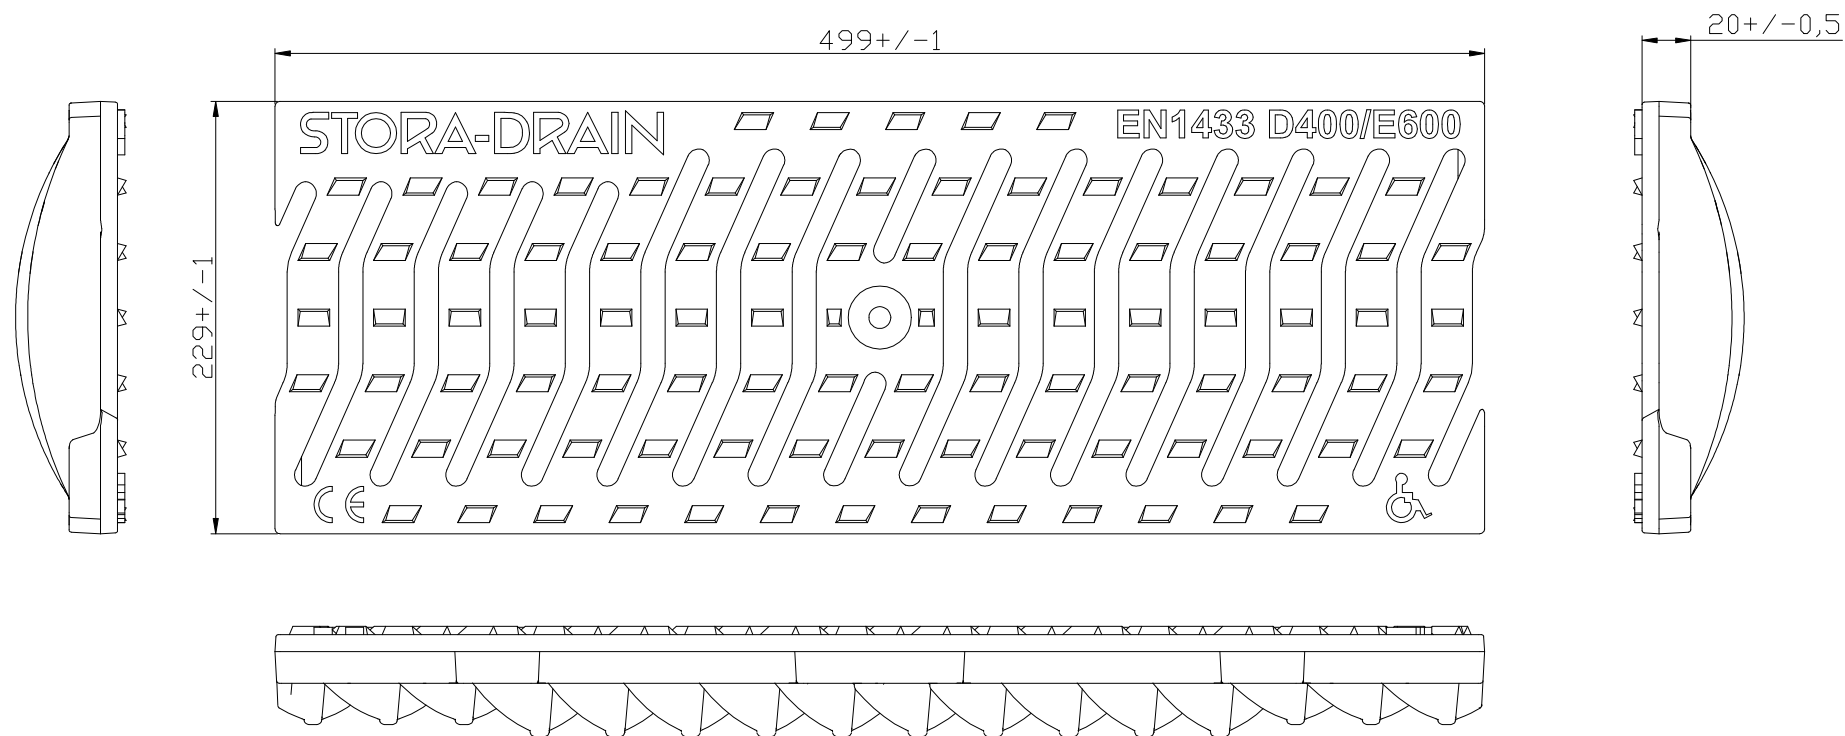 499+/-1
20+/-0,5
STORA-DRAIN
EN1433 D400/E600
229+/-1
CE